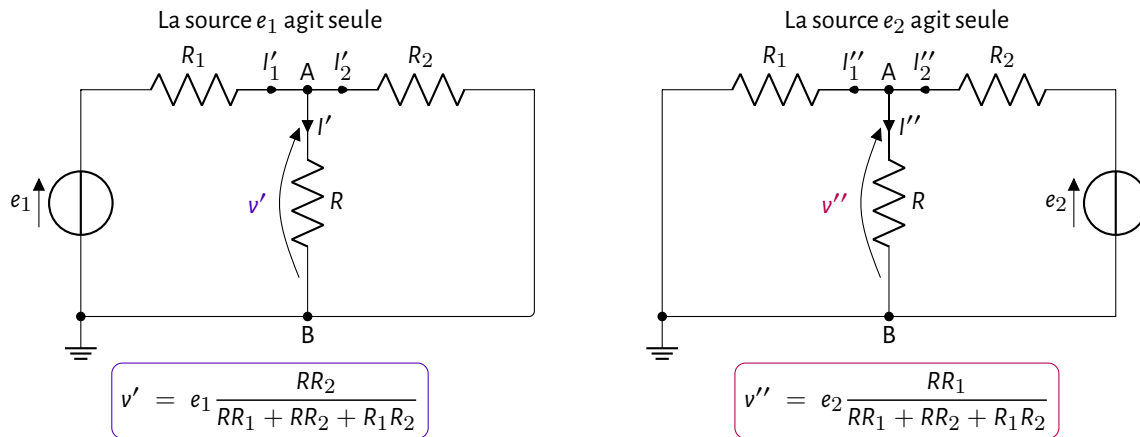 La source e₁ agit seule
R₁ I′₁ A I′₂ R₂
I′
e₁ v′ R
B
v′ = e₁ RR₂ / (RR₁ + RR₂ + R₁R₂)
La source e₂ agit seule
R₁ I′′₁ A I′′₂ R₂
I′′
v′′ R e₂
B
v′′ = e₂ RR₁ / (RR₁ + RR₂ + R₁R₂)